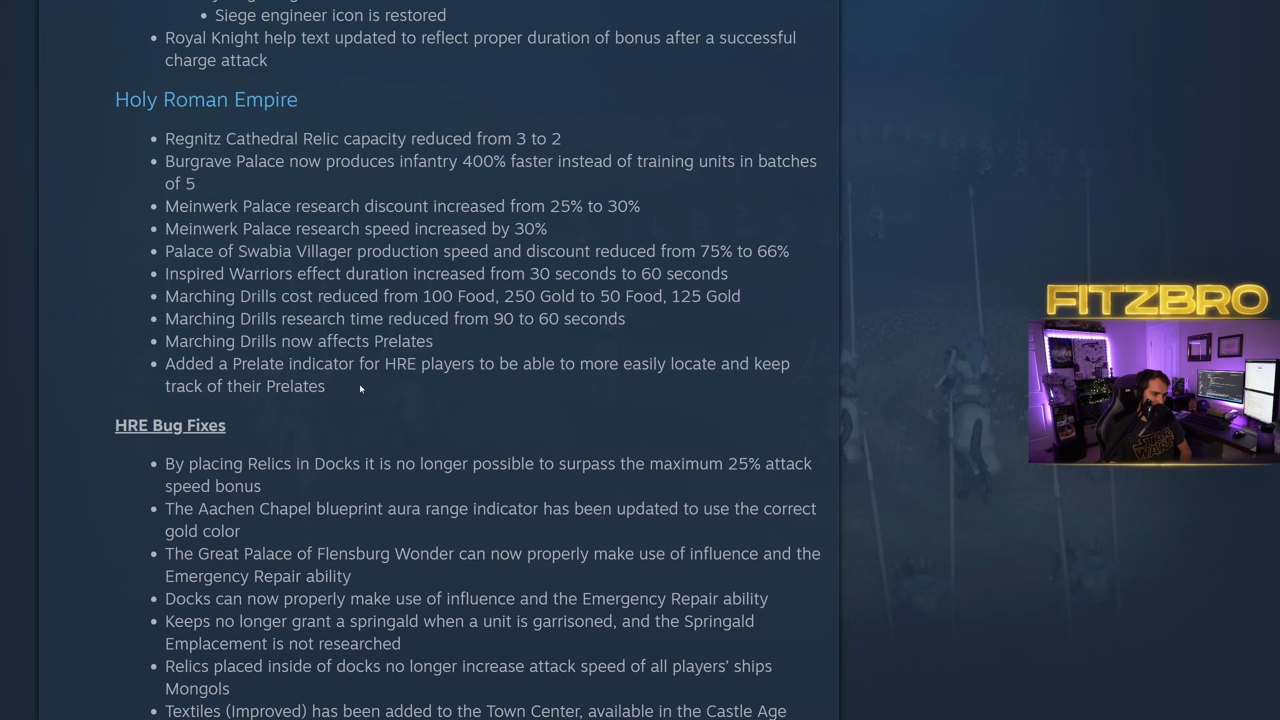 Siege engineer icon is restored
Royal Knight help text updated to reflect proper duration of bonus after a successful
charge attack
Holy Roman Empire
Regnitz Cathedral Relic capacity reduced from 3 to 2
Burgrave Palace now produces infantry 400% faster instead of training units in batches
of 5
Meinwerk Palace research discount increased from 25% to 30%
Meinwerk Palace research speed increased by 30%
Palace of Swabia Villager production speed and discount reduced from 75% to 66%
Inspired Warriors effect duration increased from 30 seconds to 60 seconds
Marching Drills cost reduced from 100 Food, 250 Gold to 50 Food, 125 Gold
Marching Drills research time reduced from 90 to 60 seconds
Marching Drills now affects Prelates
Added a Prelate indicator for HRE players to be able to more easily locate and keep
track of their Prelates
HRE Bug Fixes
By placing Relics in Docks it is no longer possible to surpass the maximum 25% attack
speed bonus
The Aachen Chapel blueprint aura range indicator has been updated to use the correct
gold color
The Great Palace of Flensburg Wonder can now properly make use of influence and the
Emergency Repair ability
Docks can now properly make use of influence and the Emergency Repair ability
Keeps no longer grant a springald when a unit is garrisoned, and the Springald
Emplacement is not researched
Relics placed inside of docks no longer increase attack speed of all players' ships
Mongols
Textiles (Improved) has been added to the Town Center, available in the Castle Age
FITZBRO
STAR WARS